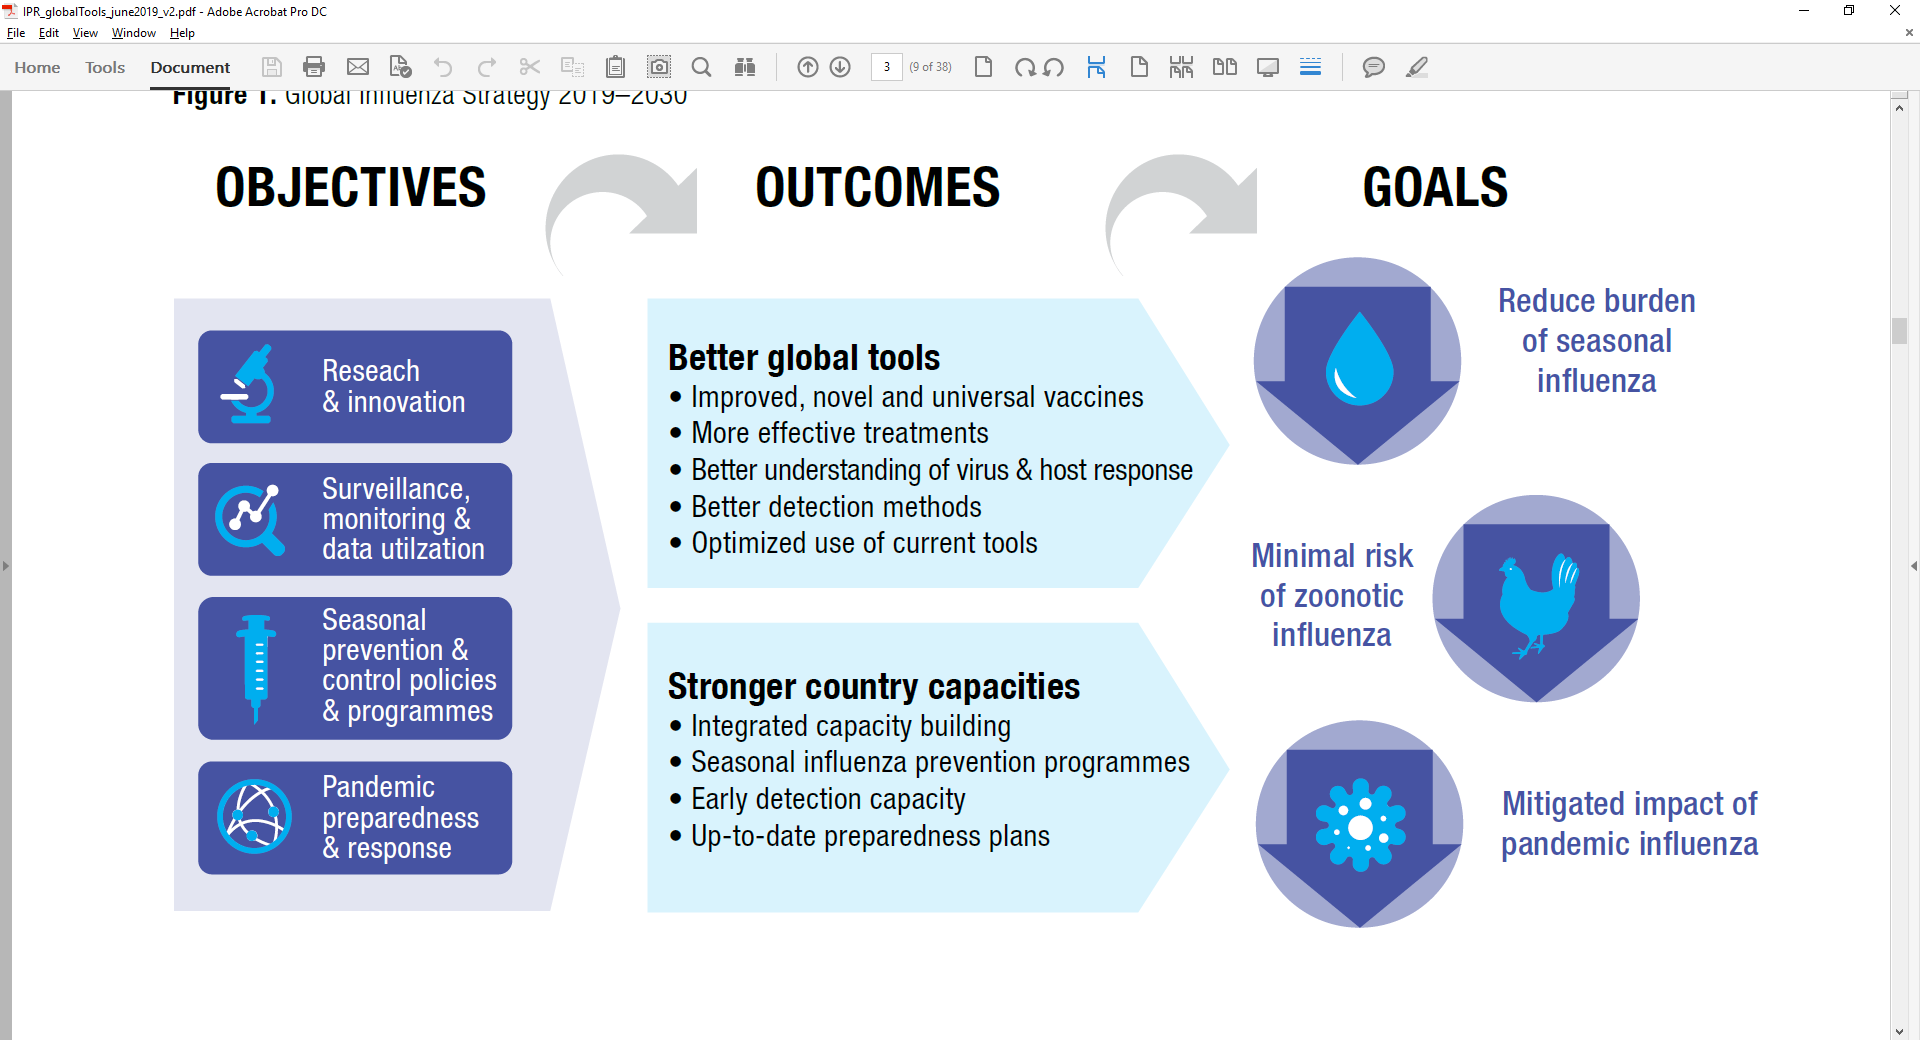 IPR_globalTools_june2019_v2.pdf - Adobe Acrobat Pro DC
File Edit View Window Help
Home Tools Document 3 (9 of 38)
Figure 1. Global Influenza Strategy 2019–2030
OBJECTIVES
OUTCOMES
GOALS
Reseach
& innovation
Surveillance,
monitoring &
data utilzation
Seasonal
prevention &
control policies
& programmes
Pandemic
preparedness
& response
Better global tools
• Improved, novel and universal vaccines
• More effective treatments
• Better understanding of virus & host response
• Better detection methods
• Optimized use of current tools
Stronger country capacities
• Integrated capacity building
• Seasonal influenza prevention programmes
• Early detection capacity
• Up-to-date preparedness plans
Reduce burden
of seasonal
influenza
Minimal risk
of zoonotic
influenza
Mitigated impact of
pandemic influenza